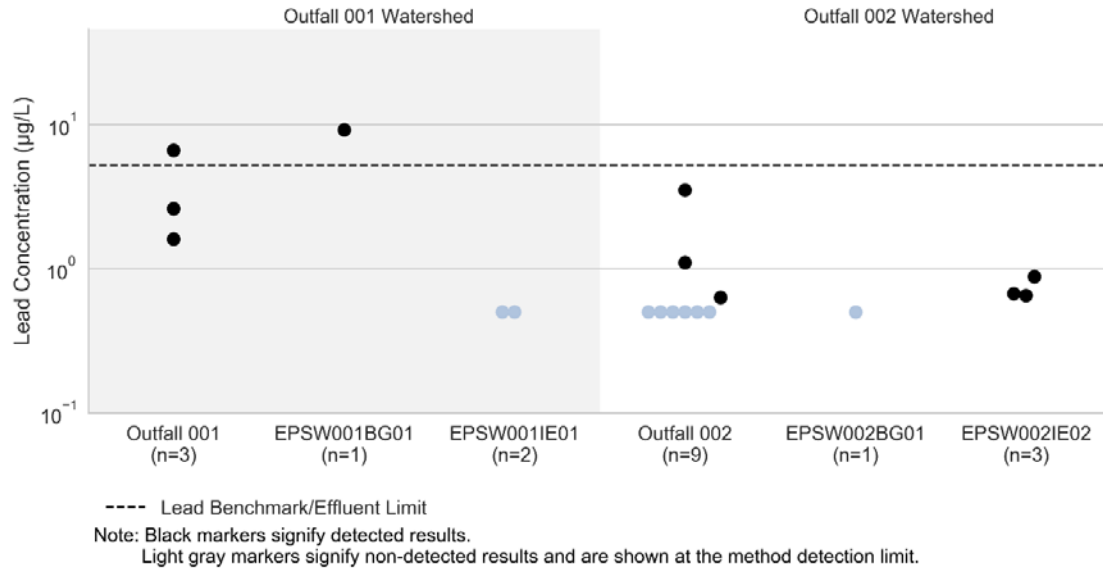 Outfall 001 Watershed
Outfall 002 Watershed
Lead Concentration (µg/L)
10¹
10⁰
10⁻¹
Outfall 001
(n=3)
EPSW001BG01
(n=1)
EPSW001IE01
(n=2)
Outfall 002
(n=9)
EPSW002BG01
(n=1)
EPSW002IE02
(n=3)
Lead Benchmark/Effluent Limit
Note: Black markers signify detected results.
Light gray markers signify non-detected results and are shown at the method detection limit.